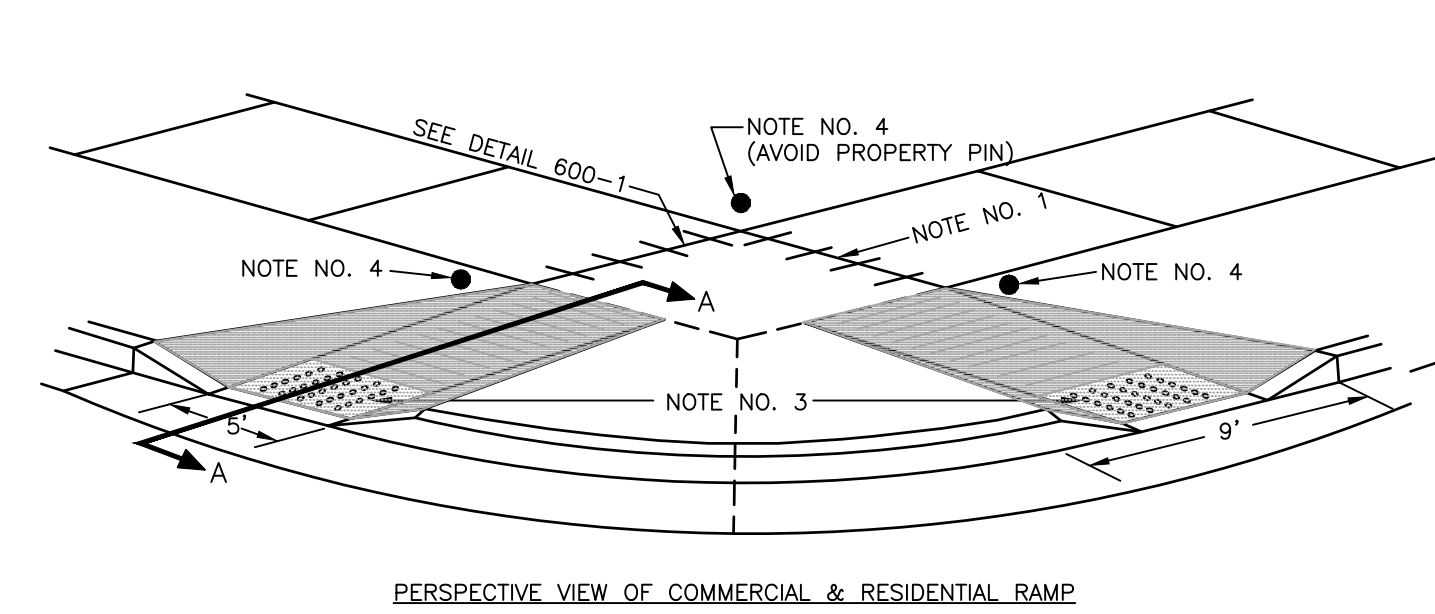 SEE DETAIL 600-1
NOTE NO. 4
(AVOID PROPERTY PIN)
NOTE NO. 1
NOTE NO. 4
NOTE NO. 4
A
NOTE NO. 3
5'
9'
A
PERSPECTIVE VIEW OF COMMERCIAL & RESIDENTIAL RAMP